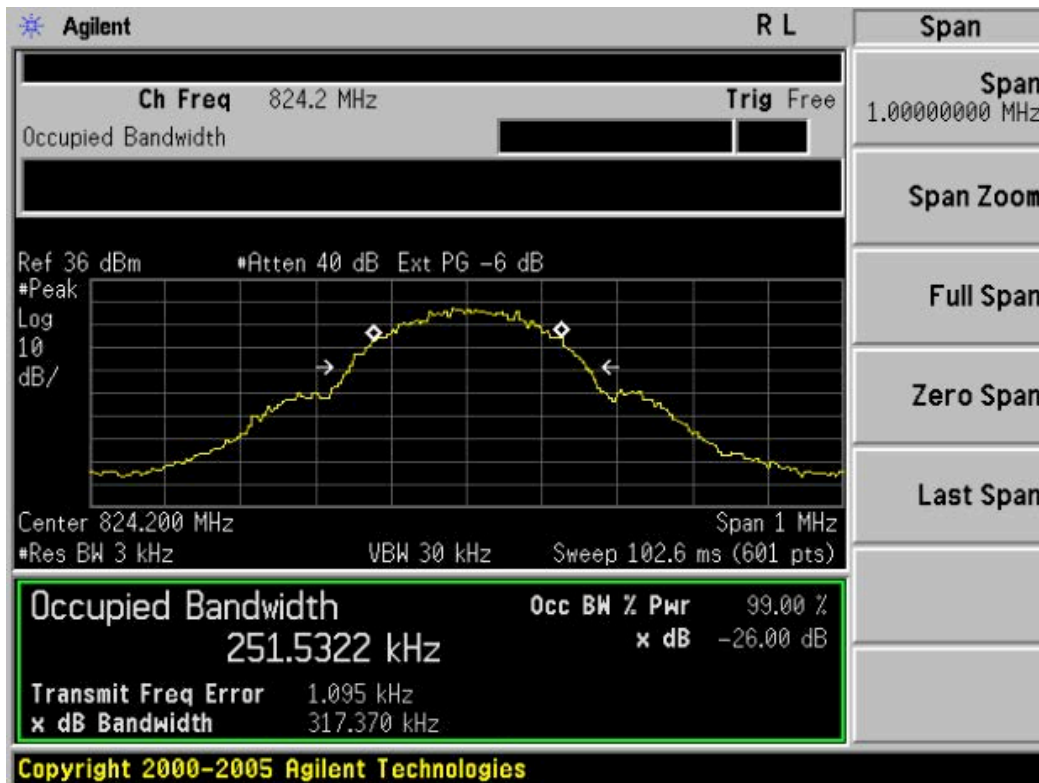 Agilent R L
Ch Freq 824.2 MHz Trig Free
Occupied Bandwidth
Ref 36 dBm #Atten 40 dB Ext PG -6 dB
#Peak
Log
10
dB/
Center 824.200 MHz Span 1 MHz
#Res BW 3 kHz VBW 30 kHz Sweep 102.6 ms (601 pts)
Occupied Bandwidth Occ BW % Pwr 99.00 %
251.5322 kHz x dB -26.00 dB
Transmit Freq Error 1.095 kHz
x dB Bandwidth 317.370 kHz
Copyright 2000-2005 Agilent Technologies
Span
Span
1.00000000 MHz
Span Zoom
Full Span
Zero Span
Last Span